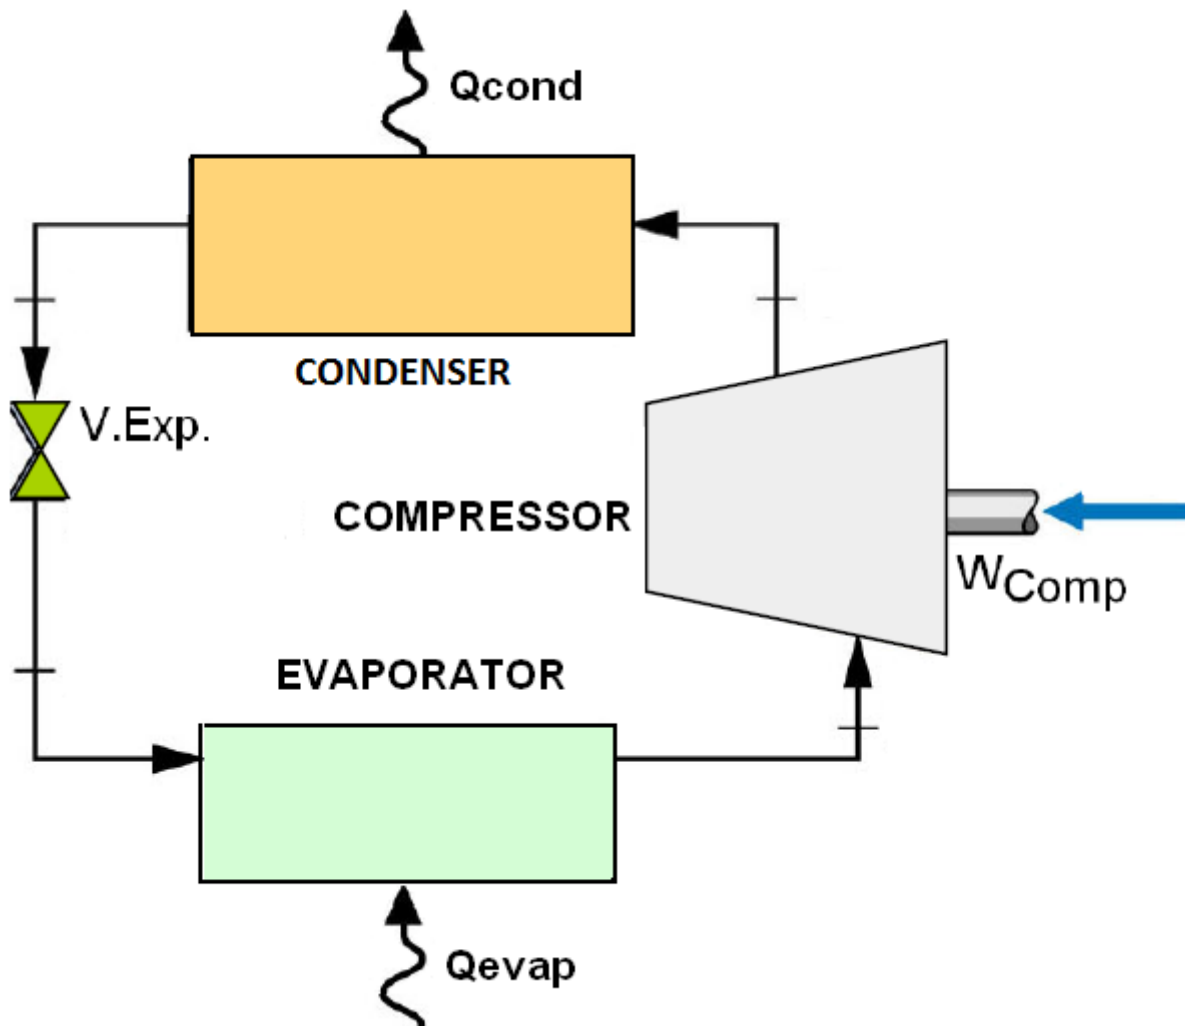 Qcond
CONDENSER
V.Exp.
COMPRESSOR
WComp
EVAPORATOR
Qevap